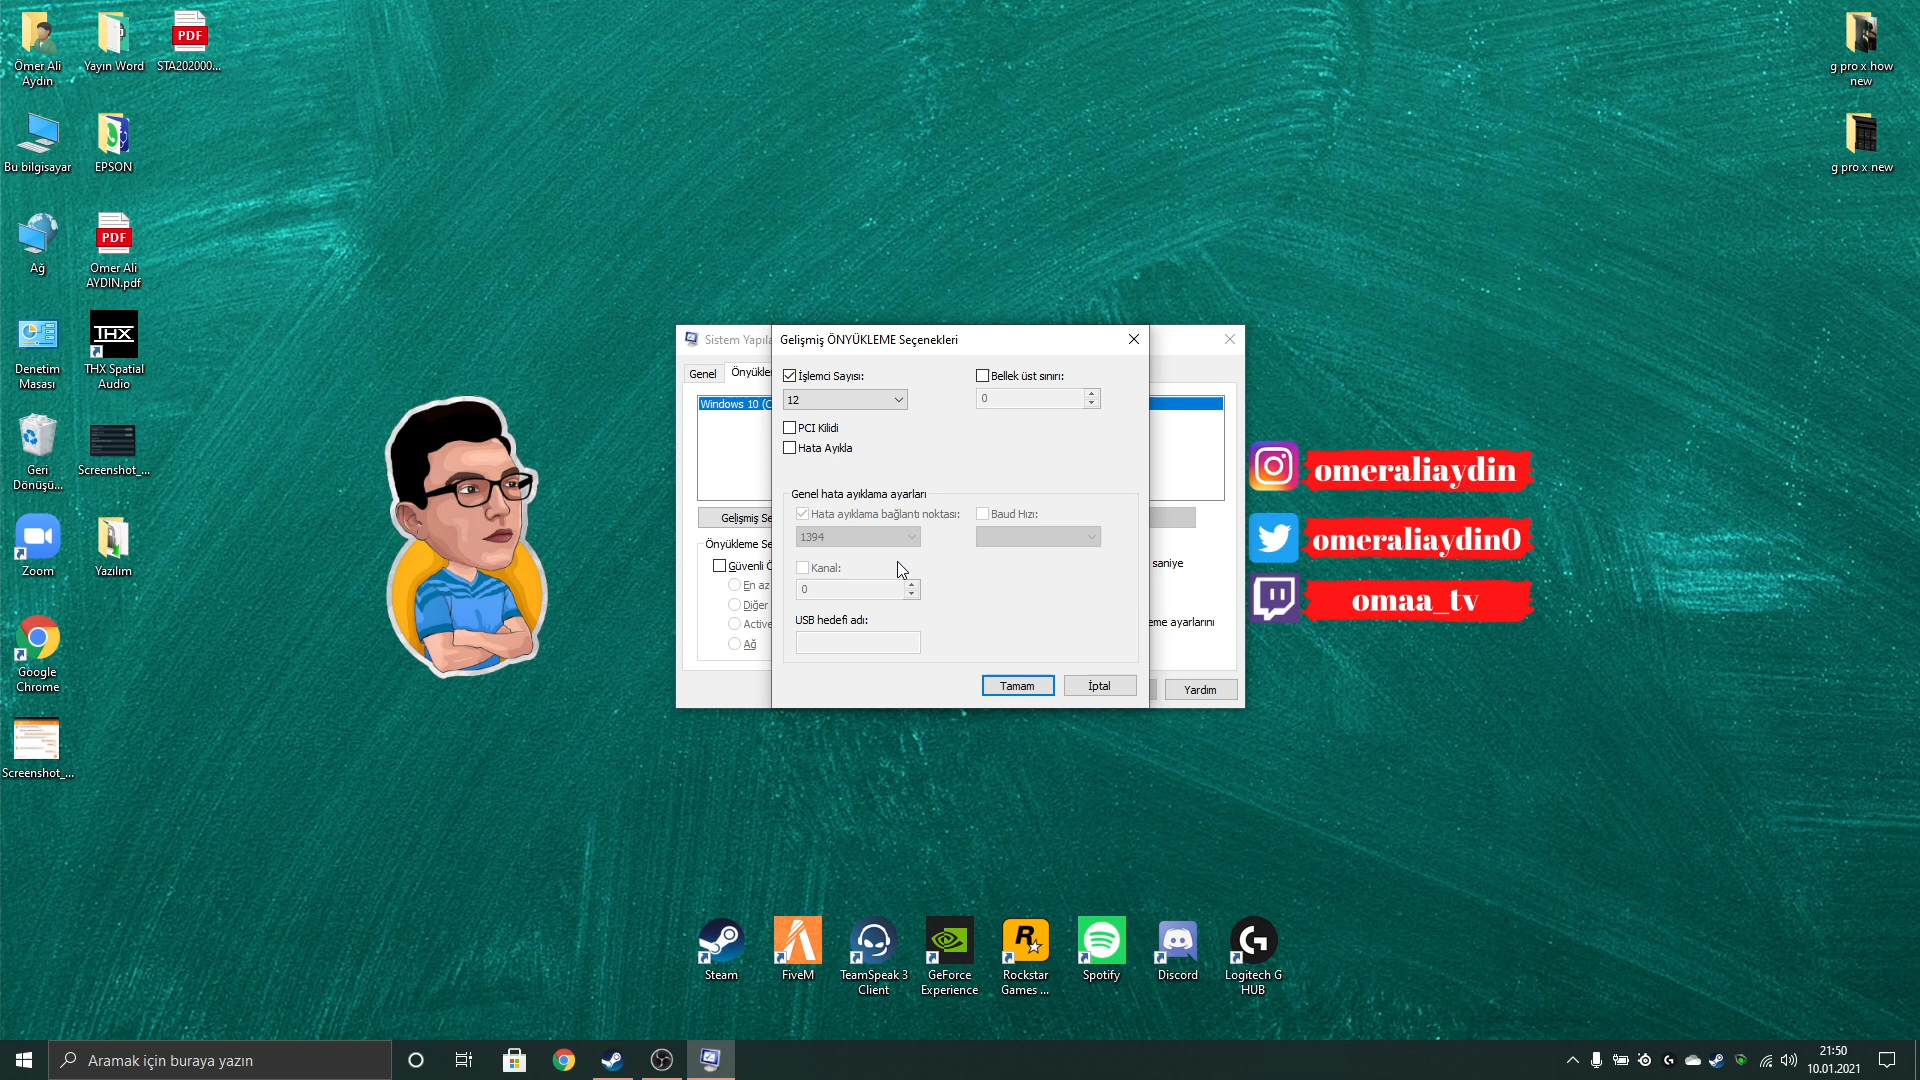 Ömer Ali
Aydın
Yayın Word
PDF
STA202000...
Bu bilgisayar
EPSON
Ağ
PDF
Omer Ali
AYDIN.pdf
Denetim
Masası
THX
THX Spatial
Audio
Geri
Dönüşü...
Screenshot_...
Zoom
Yazılım
Google
Chrome
Screenshot_...
g pro x how
new
g pro x new
Sistem Yapıla
Gelişmiş ÖNYÜKLEME Seçenekleri
Genel
Önyükle
Windows 10 (C
İşlemci Sayısı:
Bellek üst sınırı:
12
0
PCI Kilidi
Hata Ayıkla
Genel hata ayıklama ayarları
Hata ayıklama bağlantı noktası:
Baud Hızı:
1394
Kanal:
0
USB hedefi adı:
Tamam
İptal
Gelişmiş Se
Önyükleme Se
Güvenli Ö
En az
Diğer
Active
Ağ
saniye
eme ayarlarını
Yardım
omeraliaydin
omeraliaydin0
omaa_tv
Steam
FiveM
TeamSpeak 3
Client
GeForce
Experience
Rockstar
Games ...
Spotify
Discord
Logitech G
HUB
Aramak için buraya yazın
21:50
10.01.2021